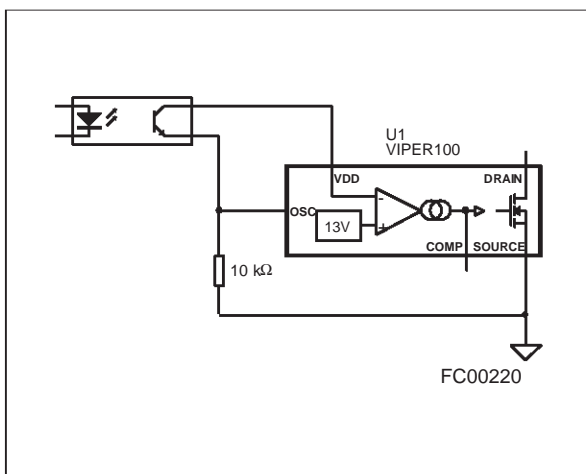 U1
VIPER100
VDD
DRAIN
-
OSC
13V
+
COMP
SOURCE
10 kΩ
FC00220